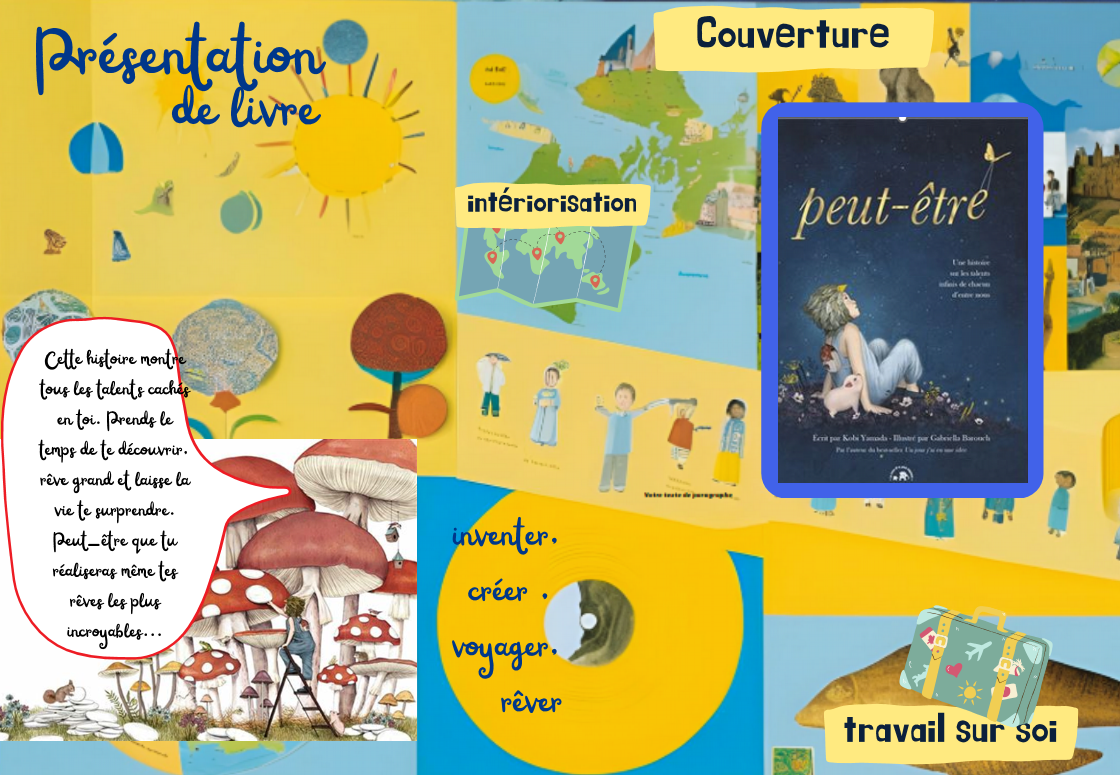 Présentation
de livre
Couverture
intériorisation
peut-être
Une histoire
sur les talents
infinis de chacun
d'entre nous
Écrit par Kobi Yamada - Illustré par Gabriella Barouch
Par l'auteur du bestseller Un jour j'ai eu une idée
Cette histoire montre
tous les talents cachés
en toi. Prends le
temps de te découvrir.
rêve grand et laisse la
vie te surprendre.
Peut-être que tu
réaliseras même tes
rêves les plus
incroyables...
Votre texte de paragraphe
inventer.
créer .
voyager.
rêver
travail sur soi